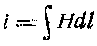 i = ∫ Hdl